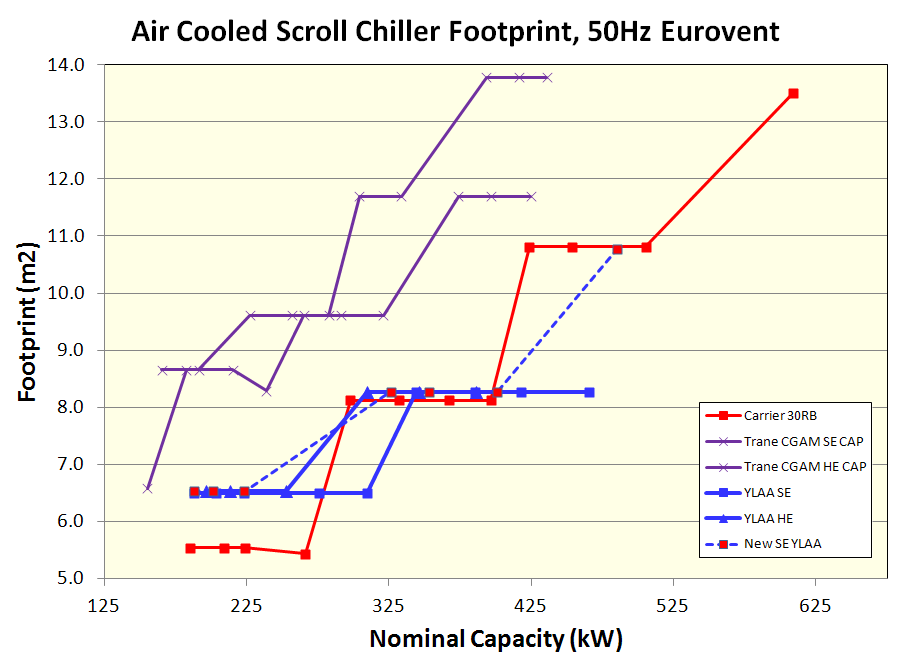 Air Cooled Scroll Chiller Footprint, 50Hz Eurovent
14.0
13.0
12.0
11.0
10.0
9.0
8.0
7.0
6.0
5.0
Footprint (m2)
125 225 325 425 525 625
Nominal Capacity (kW)
Carrier 30RB
Trane CGAM SE CAP
Trane CGAM HE CAP
YLAA SE
YLAA HE
New SE YLAA